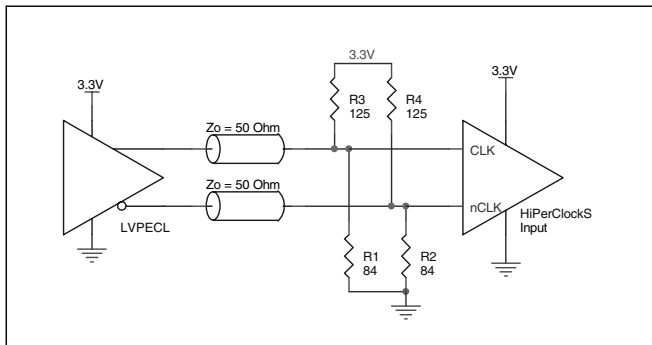 3.3V
3.3V
3.3V
R3
125
R4
125
Zo = 50 Ohm
CLK
Zo = 50 Ohm
nCLK
HiPerClockS
Input
LVPECL
R1
84
R2
84